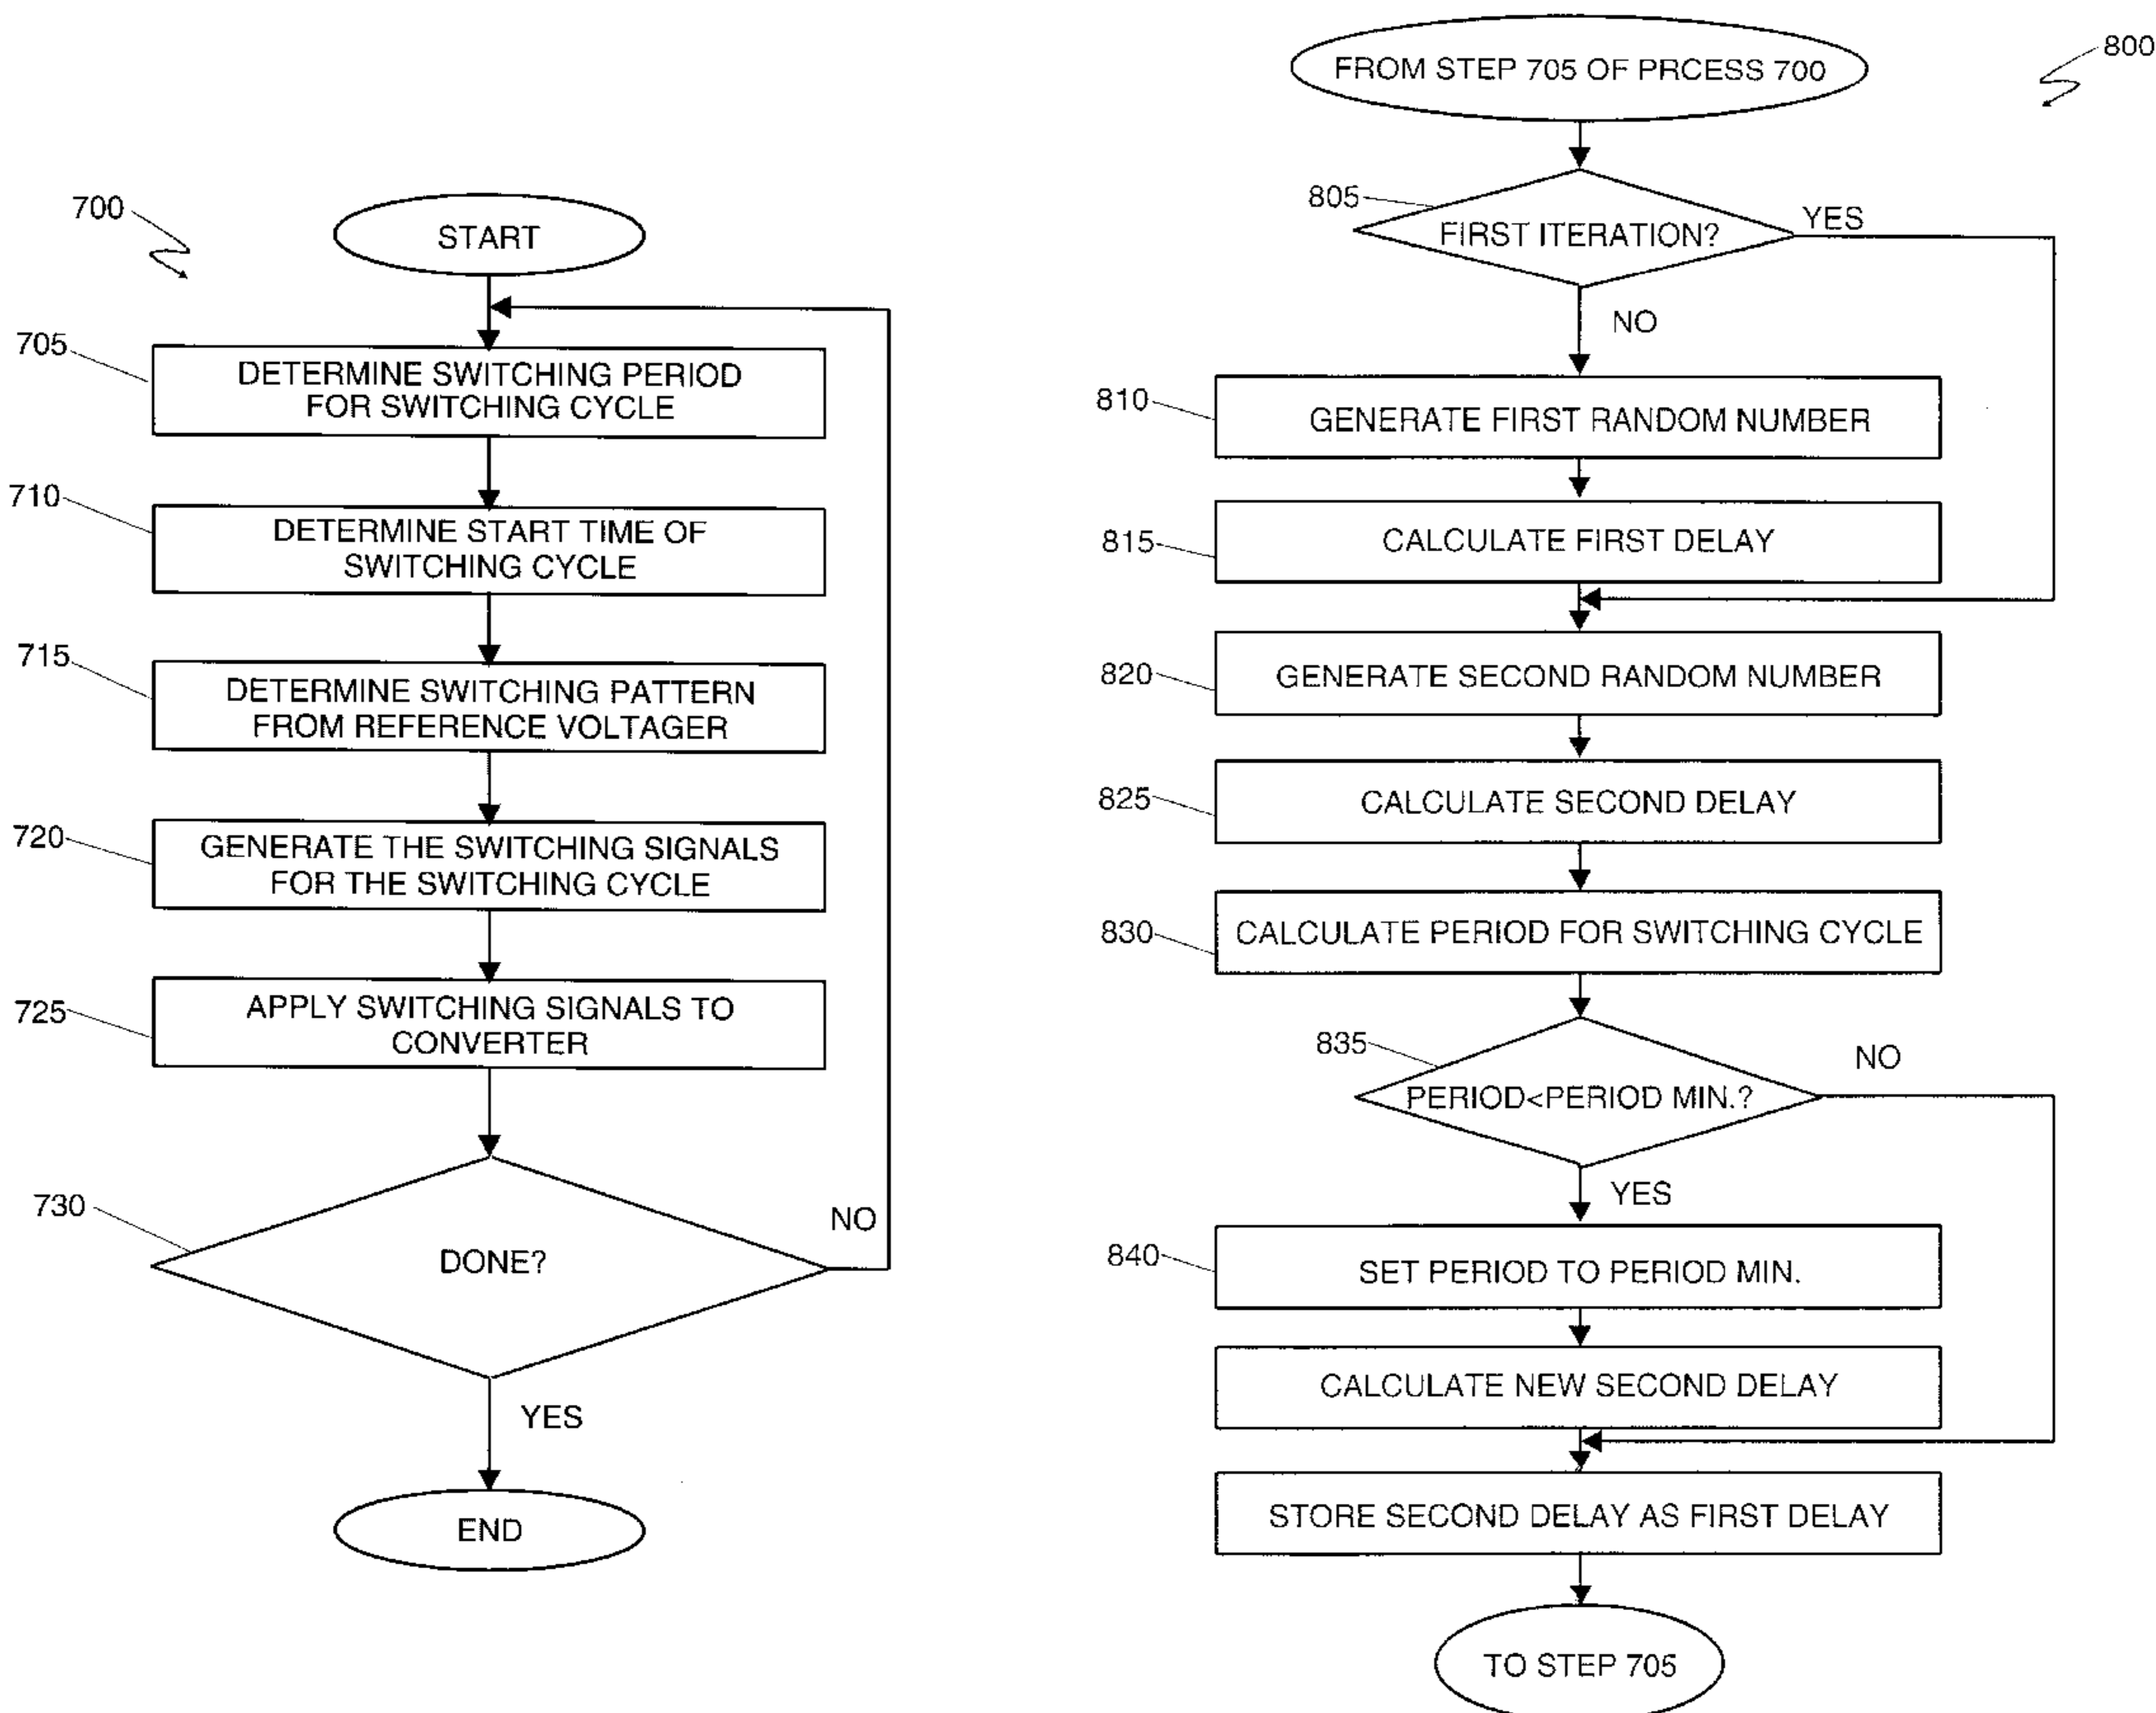 700
START
705
DETERMINE SWITCHING PERIOD
FOR SWITCHING CYCLE
710
DETERMINE START TIME OF
SWITCHING CYCLE
715
DETERMINE SWITCHING PATTERN
FROM REFERENCE VOLTAGER
720
GENERATE THE SWITCHING SIGNALS
FOR THE SWITCHING CYCLE
725
APPLY SWITCHING SIGNALS TO
CONVERTER
730
DONE?
NO
YES
END
800
FROM STEP 705 OF PRCESS 700
805
FIRST ITERATION?
YES
NO
810
GENERATE FIRST RANDOM NUMBER
815
CALCULATE FIRST DELAY
820
GENERATE SECOND RANDOM NUMBER
825
CALCULATE SECOND DELAY
830
CALCULATE PERIOD FOR SWITCHING CYCLE
835
PERIOD<PERIOD MIN.?
NO
YES
840
SET PERIOD TO PERIOD MIN.
CALCULATE NEW SECOND DELAY
STORE SECOND DELAY AS FIRST DELAY
TO STEP 705